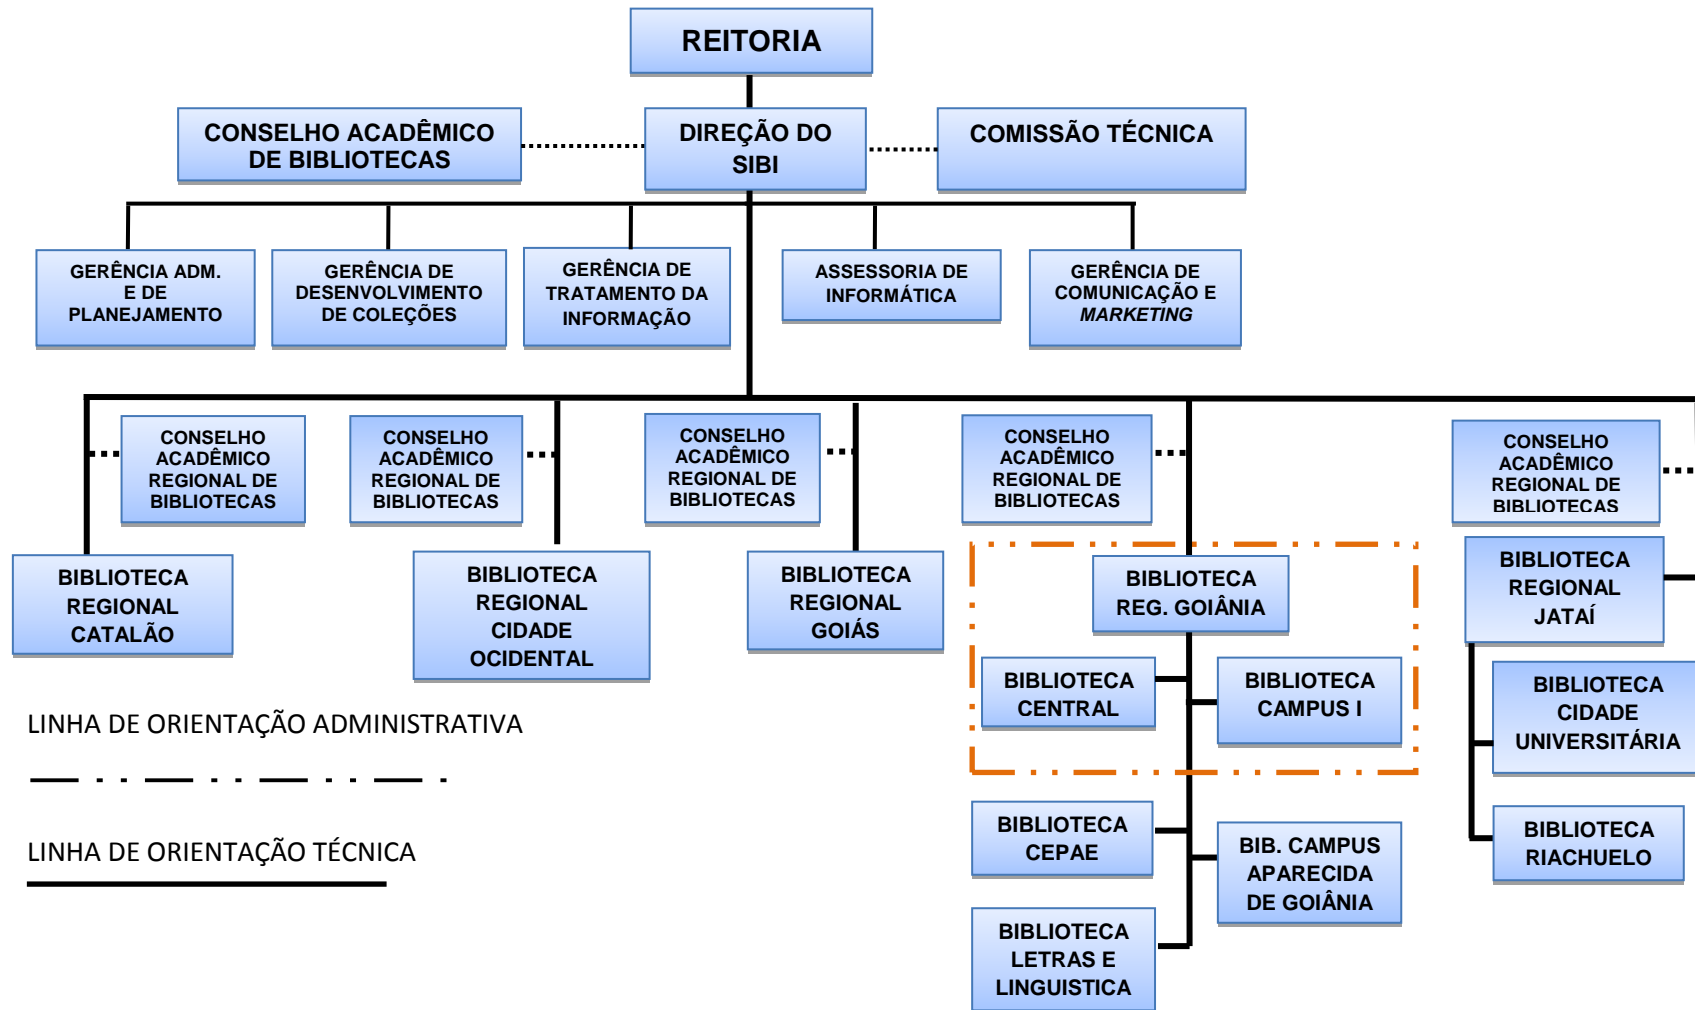 REITORIA
CONSELHO ACADÊMICO
DE BIBLIOTECAS
DIREÇÃO DO
SIBI
COMISSÃO TÉCNICA
GERÊNCIA ADM.
E DE
PLANEJAMENTO
GERÊNCIA DE
DESENVOLVIMENTO
DE COLEÇÕES
GERÊNCIA DE
TRATAMENTO DA
INFORMAÇÃO
ASSESSORIA DE
INFORMÁTICA
GERÊNCIA DE
COMUNICAÇÃO E
MARKETING
CONSELHO
ACADÊMICO
REGIONAL DE
BIBLIOTECAS
CONSELHO
ACADÊMICO
REGIONAL DE
BIBLIOTECAS
CONSELHO
ACADÊMICO
REGIONAL DE
BIBLIOTECAS
CONSELHO
ACADÊMICO
REGIONAL DE
BIBLIOTECAS
CONSELHO
ACADÊMICO
REGIONAL DE
BIBLIOTECAS
BIBLIOTECA
REGIONAL
CATALÃO
BIBLIOTECA
REGIONAL
CIDADE
OCIDENTAL
BIBLIOTECA
REGIONAL
GOIÁS
BIBLIOTECA
REG. GOIÂNIA
BIBLIOTECA
REGIONAL
JATAÍ
BIBLIOTECA
CENTRAL
BIBLIOTECA
CAMPUS I
BIBLIOTECA
CIDADE
UNIVERSITÁRIA
LINHA DE ORIENTAÇÃO ADMINISTRATIVA
LINHA DE ORIENTAÇÃO TÉCNICA
BIBLIOTECA
CEPAE
BIB. CAMPUS
APARECIDA
DE GOIÂNIA
BIBLIOTECA
RIACHUELO
BIBLIOTECA
LETRAS E
LINGUISTICA